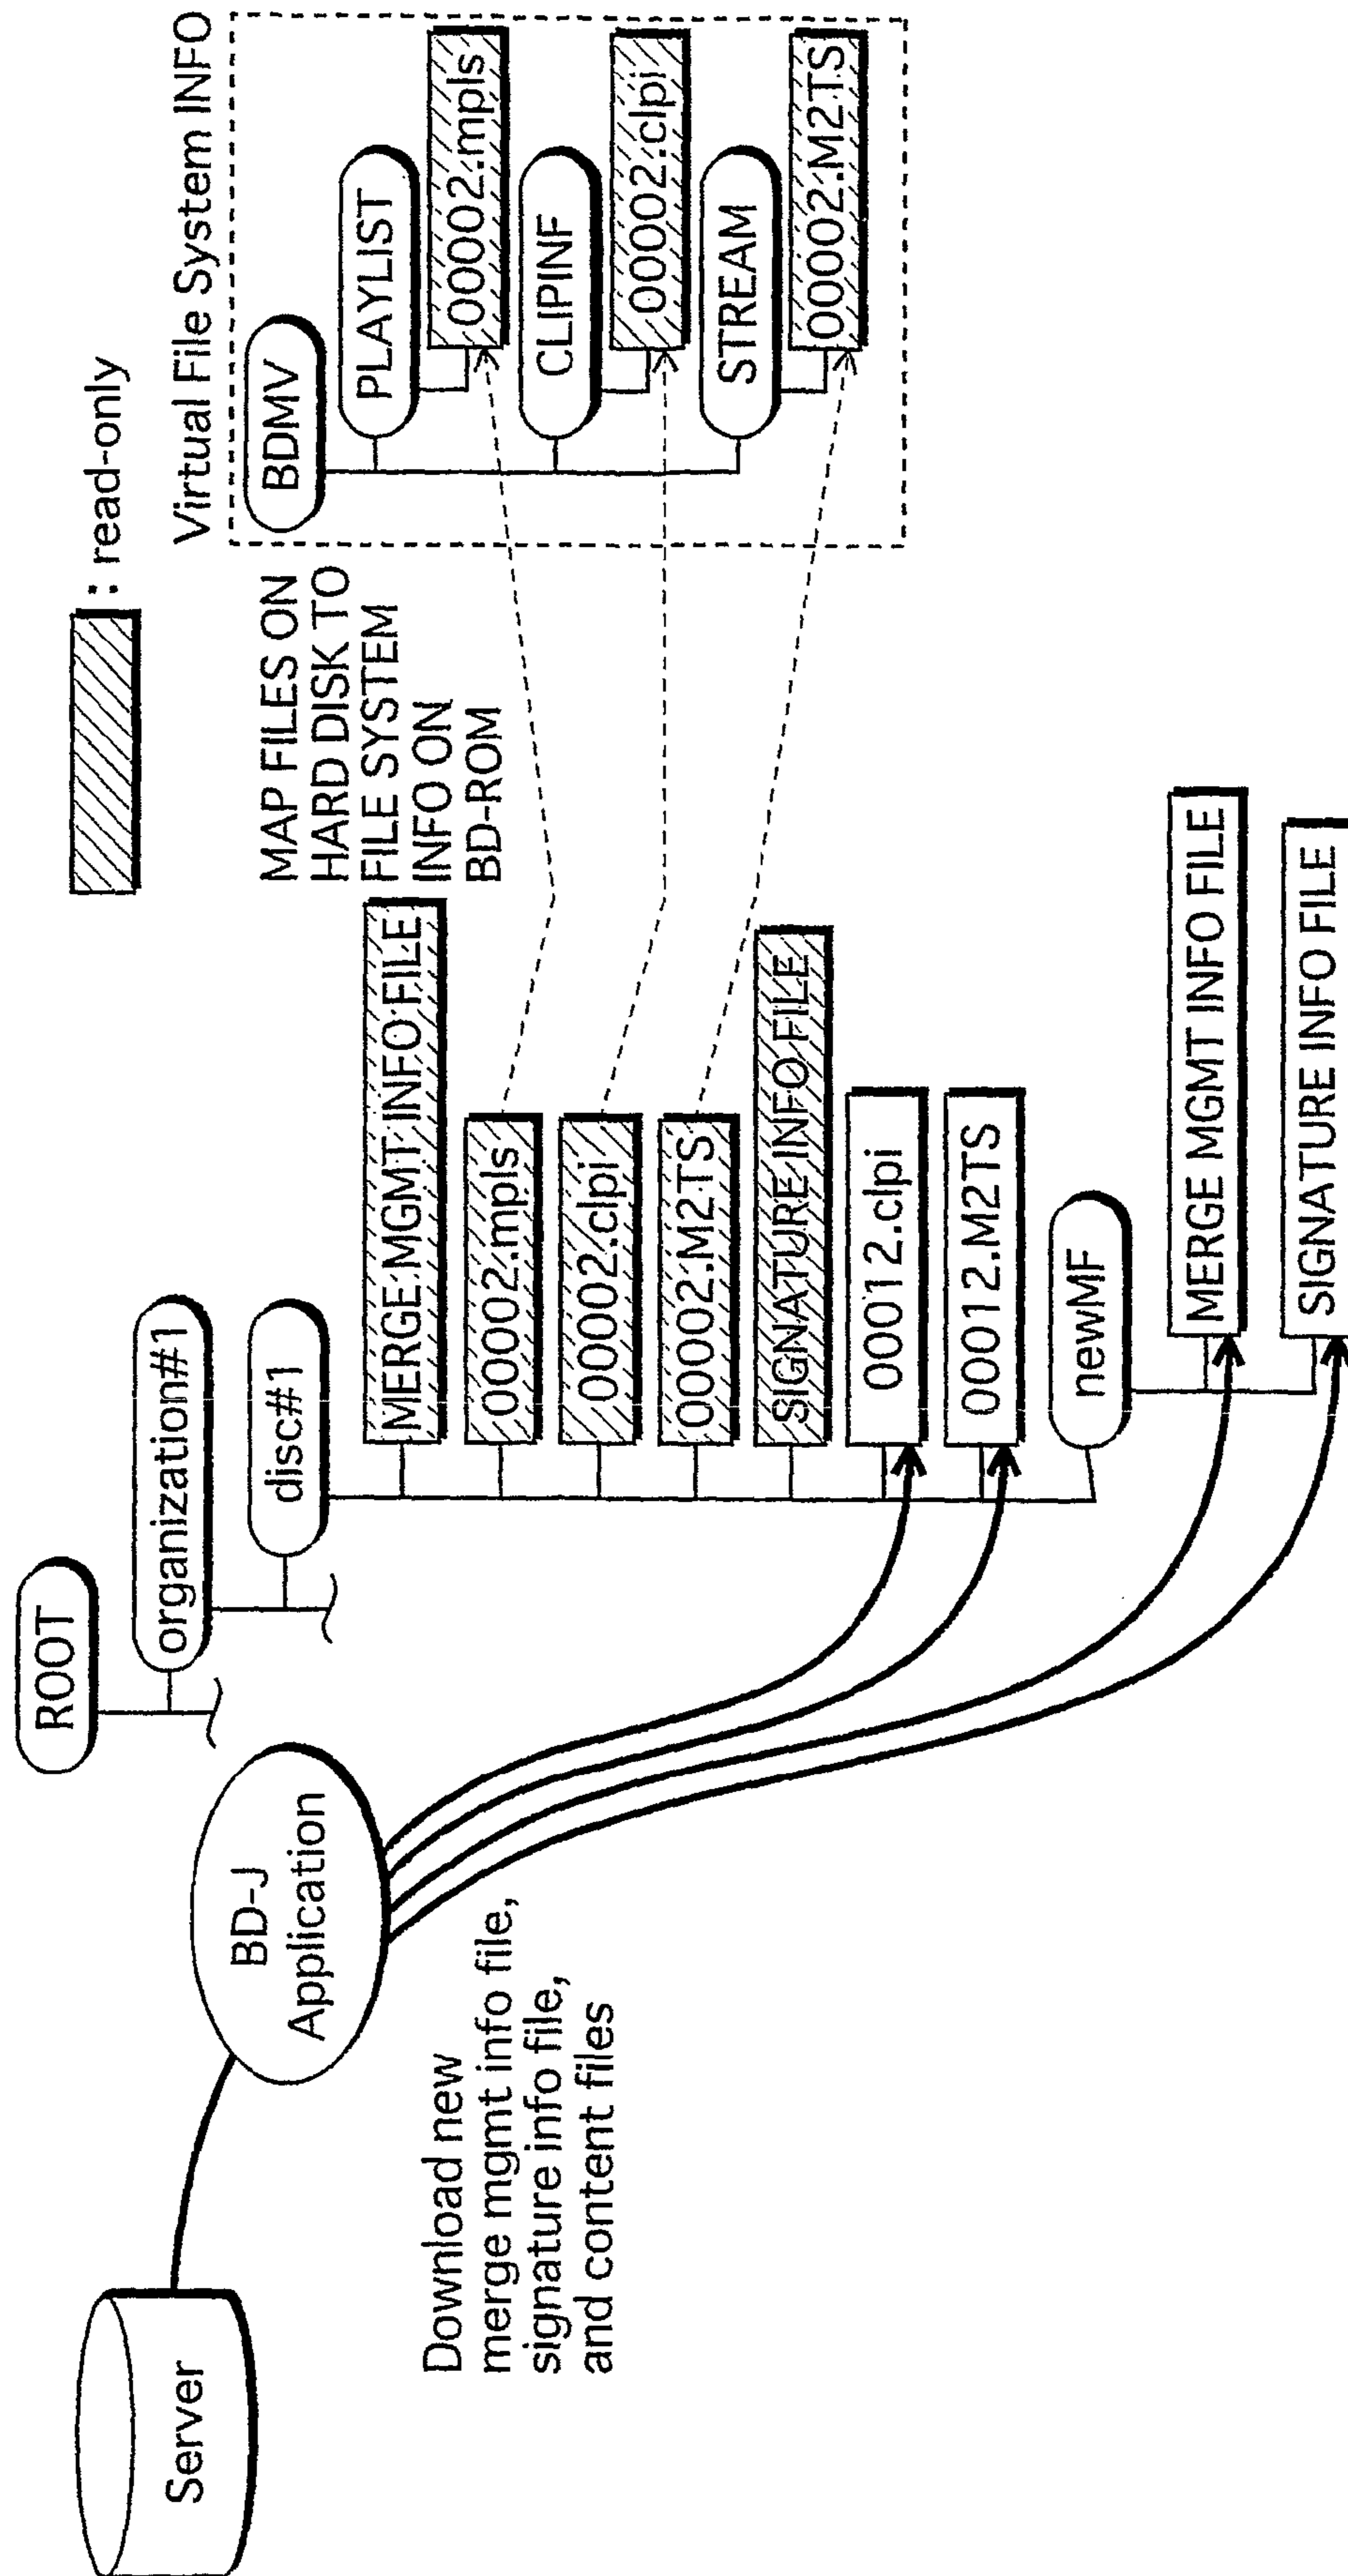 : read-only
Server
BD-J
Application
Download new
merge mgmt info file,
signature info file,
and content files
ROOT
organization#1
disc#1
MERGE MGMT INFO FILE
00002.mpls
00002.clpi
00002.M2TS
SIGNATURE INFO FILE
00012.clpi
00012.M2TS
newMF
MERGE MGMT INFO FILE
SIGNATURE INFO FILE
MAP FILES ON
HARD DISK TO
FILE SYSTEM
INFO ON
BD-ROM
Virtual File System INFO
BDMV
PLAYLIST
00002.mpls
CLIPINF
00002.clpi
STREAM
00002.M2TS